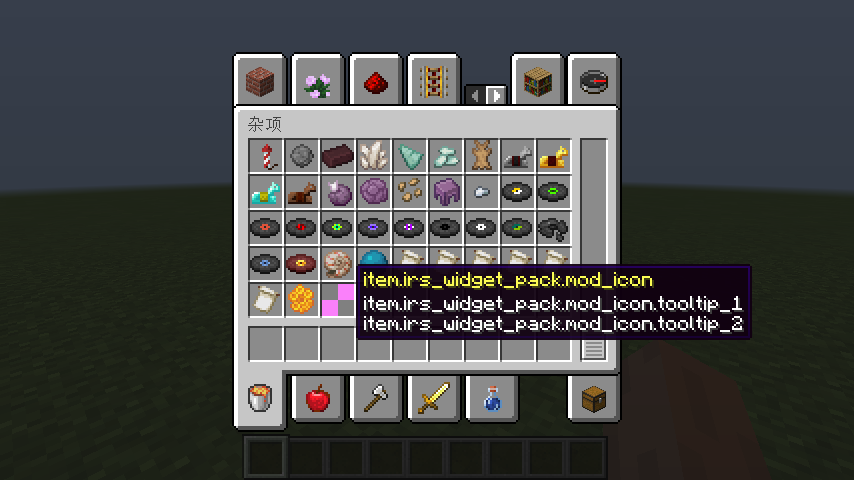 杂项
item.irs_widget_pack.mod_icon
item.irs_widget_pack.mod_icon.tooltip_1
item.irs_widget_pack.mod_icon.tooltip_2